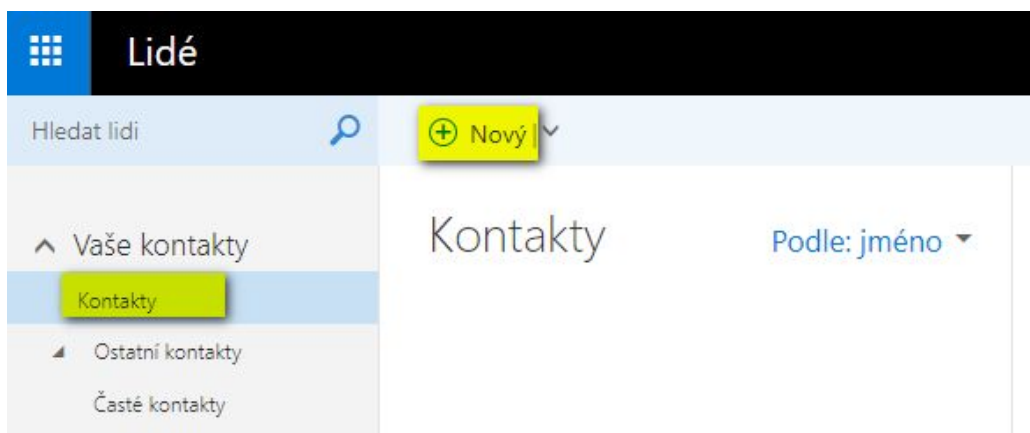 Lidé
Hledat lidi
Nový |
Vaše kontakty
Kontakty
Ostatní kontakty
Časté kontakty
Kontakty
Podle: jméno